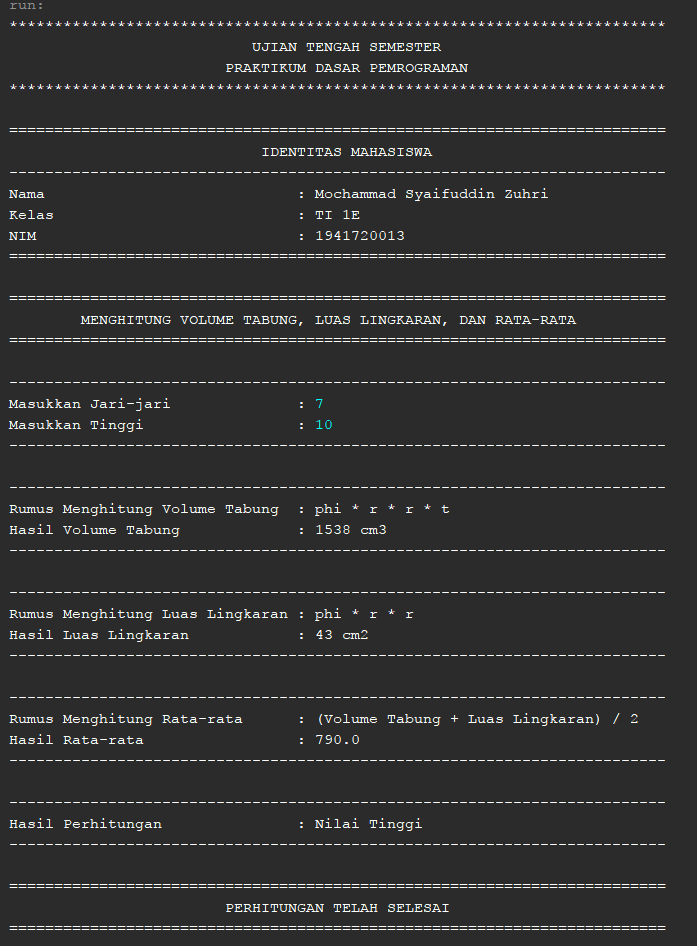 run:
*************************************************************************
UJIAN TENGAH SEMESTER
PRAKTIKUM DASAR PEMROGRAMAN
*************************************************************************
=========================================================================
IDENTITAS MAHASISWA
-------------------------------------------------------------------------
Nama : Mochammad Syaifuddin Zuhri
Kelas : TI 1E
NIM : 1941720013
=========================================================================
=========================================================================
MENGHITUNG VOLUME TABUNG, LUAS LINGKARAN, DAN RATA-RATA
=========================================================================
-------------------------------------------------------------------------
Masukkan Jari-jari : 7
Masukkan Tinggi : 10
-------------------------------------------------------------------------
-------------------------------------------------------------------------
Rumus Menghitung Volume Tabung : phi * r * r * t
Hasil Volume Tabung : 1538 cm3
-------------------------------------------------------------------------
-------------------------------------------------------------------------
Rumus Menghitung Luas Lingkaran : phi * r * r
Hasil Luas Lingkaran : 43 cm2
-------------------------------------------------------------------------
-------------------------------------------------------------------------
Rumus Menghitung Rata-rata : (Volume Tabung + Luas Lingkaran) / 2
Hasil Rata-rata : 790.0
-------------------------------------------------------------------------
-------------------------------------------------------------------------
Hasil Perhitungan : Nilai Tinggi
-------------------------------------------------------------------------
=========================================================================
PERHITUNGAN TELAH SELESAI
=========================================================================